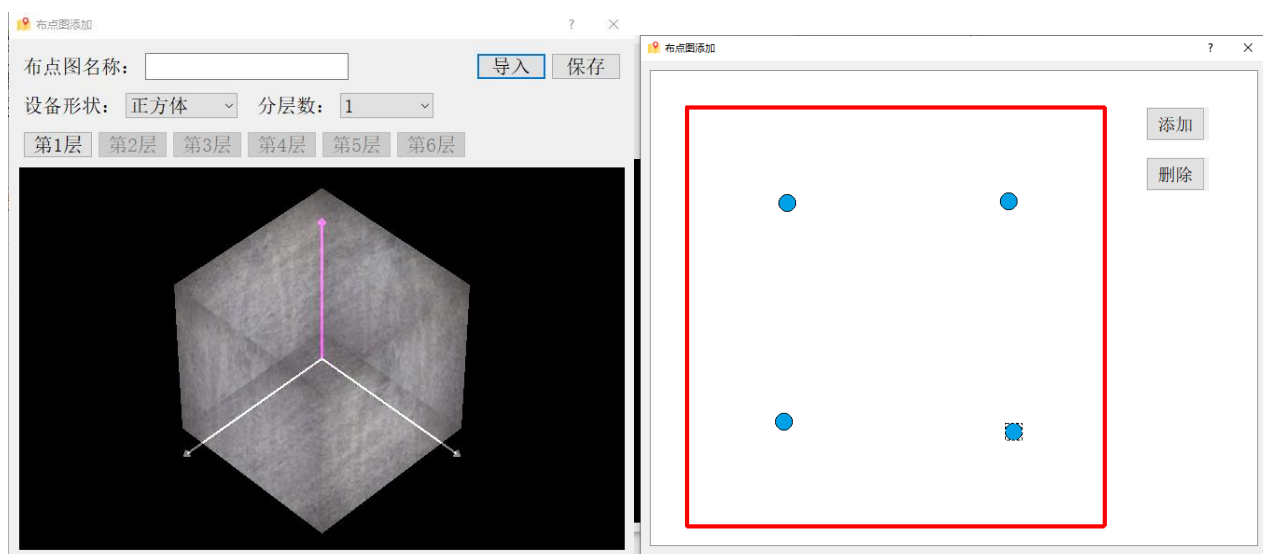 布点图添加 ?
布点图名称： 导入 保存
设备形状： 正方体 分层数： 1
第1层 第2层 第3层 第4层 第5层 第6层
布点图添加 ?
添加
删除